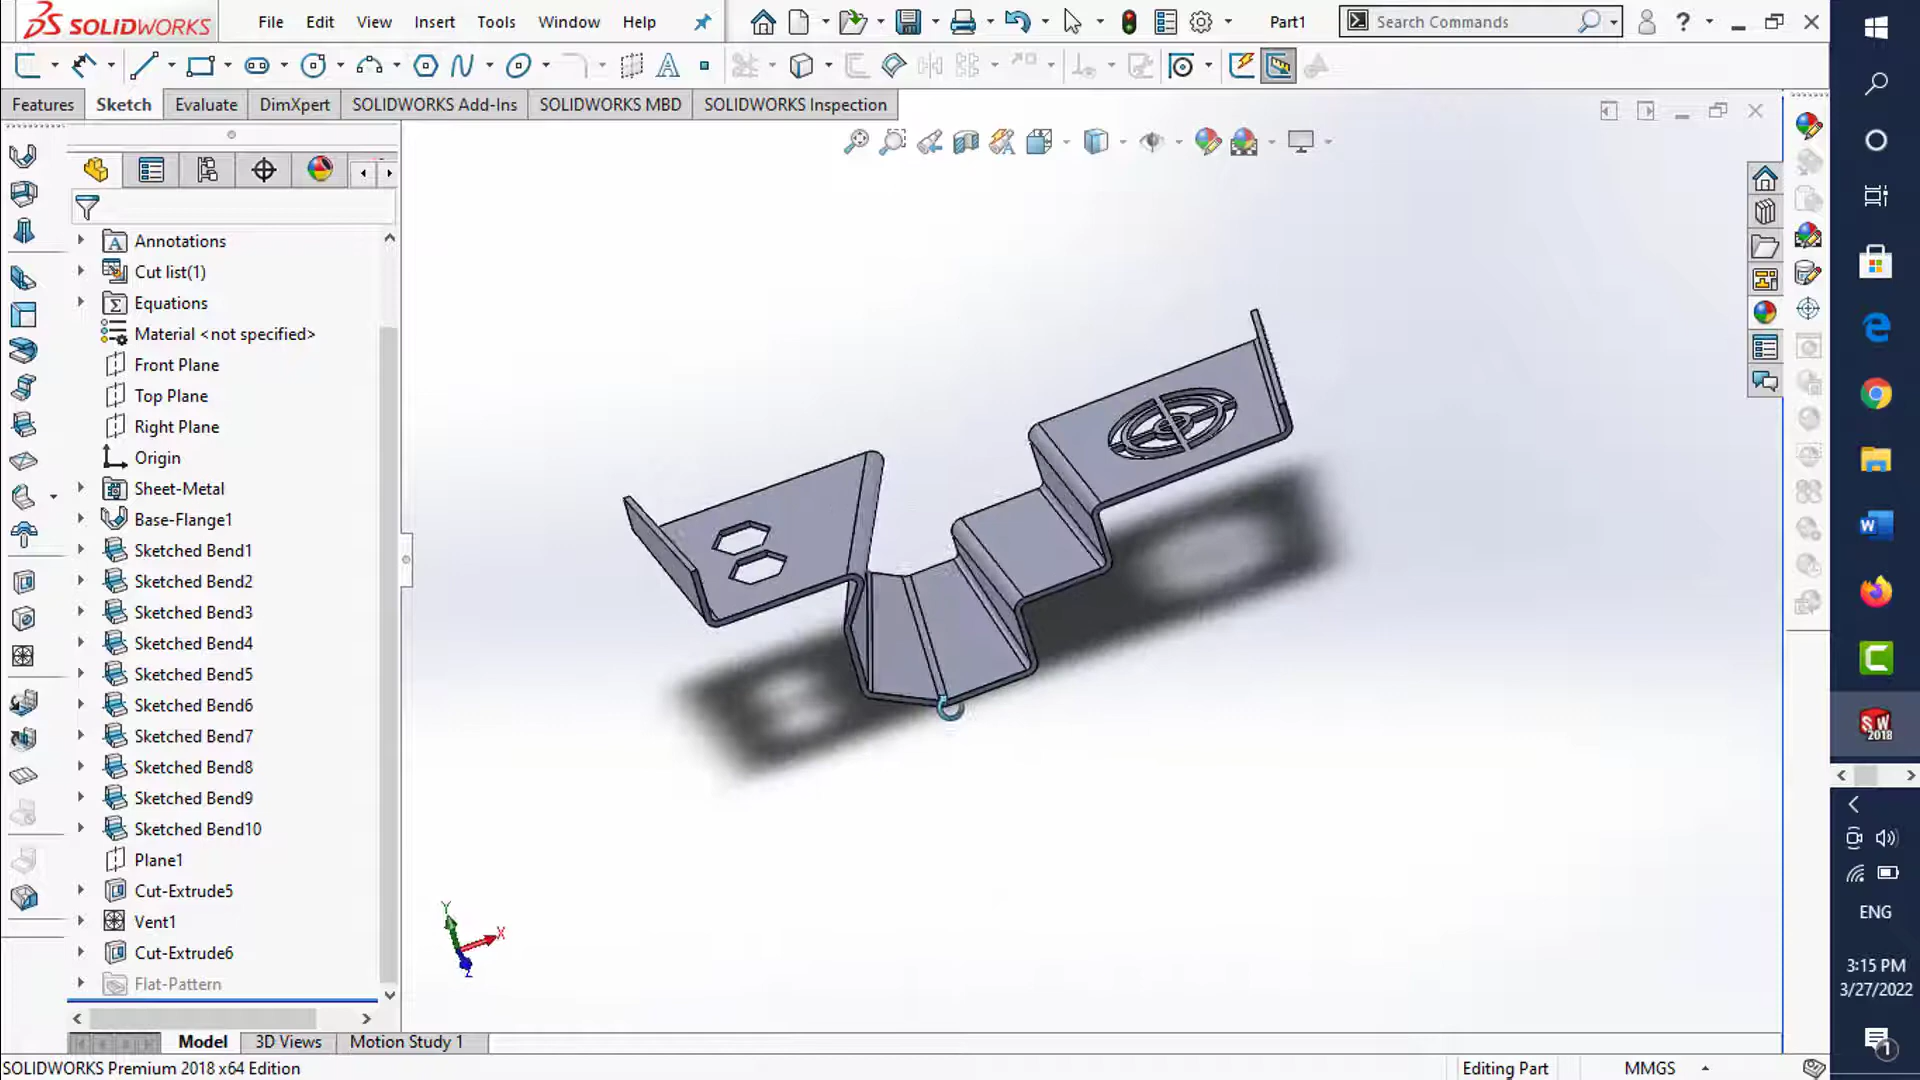 SOLIDWORKS File Edit View Insert Tools Window Help Part1 Search Commands ?
Features Sketch Evaluate DimXpert SOLIDWORKS Add-Ins SOLIDWORKS MBD SOLIDWORKS Inspection
Annotations
Cut list(1)
Equations
Material <not specified>
Front Plane
Top Plane
Right Plane
Origin
Sheet-Metal
Base-Flange1
Sketched Bend1
Sketched Bend2
Sketched Bend3
Sketched Bend4
Sketched Bend5
Sketched Bend6
Sketched Bend7
Sketched Bend8
Sketched Bend9
Sketched Bend10
Plane1
Cut-Extrude5
Vent1
Cut-Extrude6
Flat-Pattern
Y
X
Z
SW
2018
ENG
3:15 PM
3/27/2022
1
Model 3D Views Motion Study 1
SOLIDWORKS Premium 2018 x64 Edition Editing Part MMGS